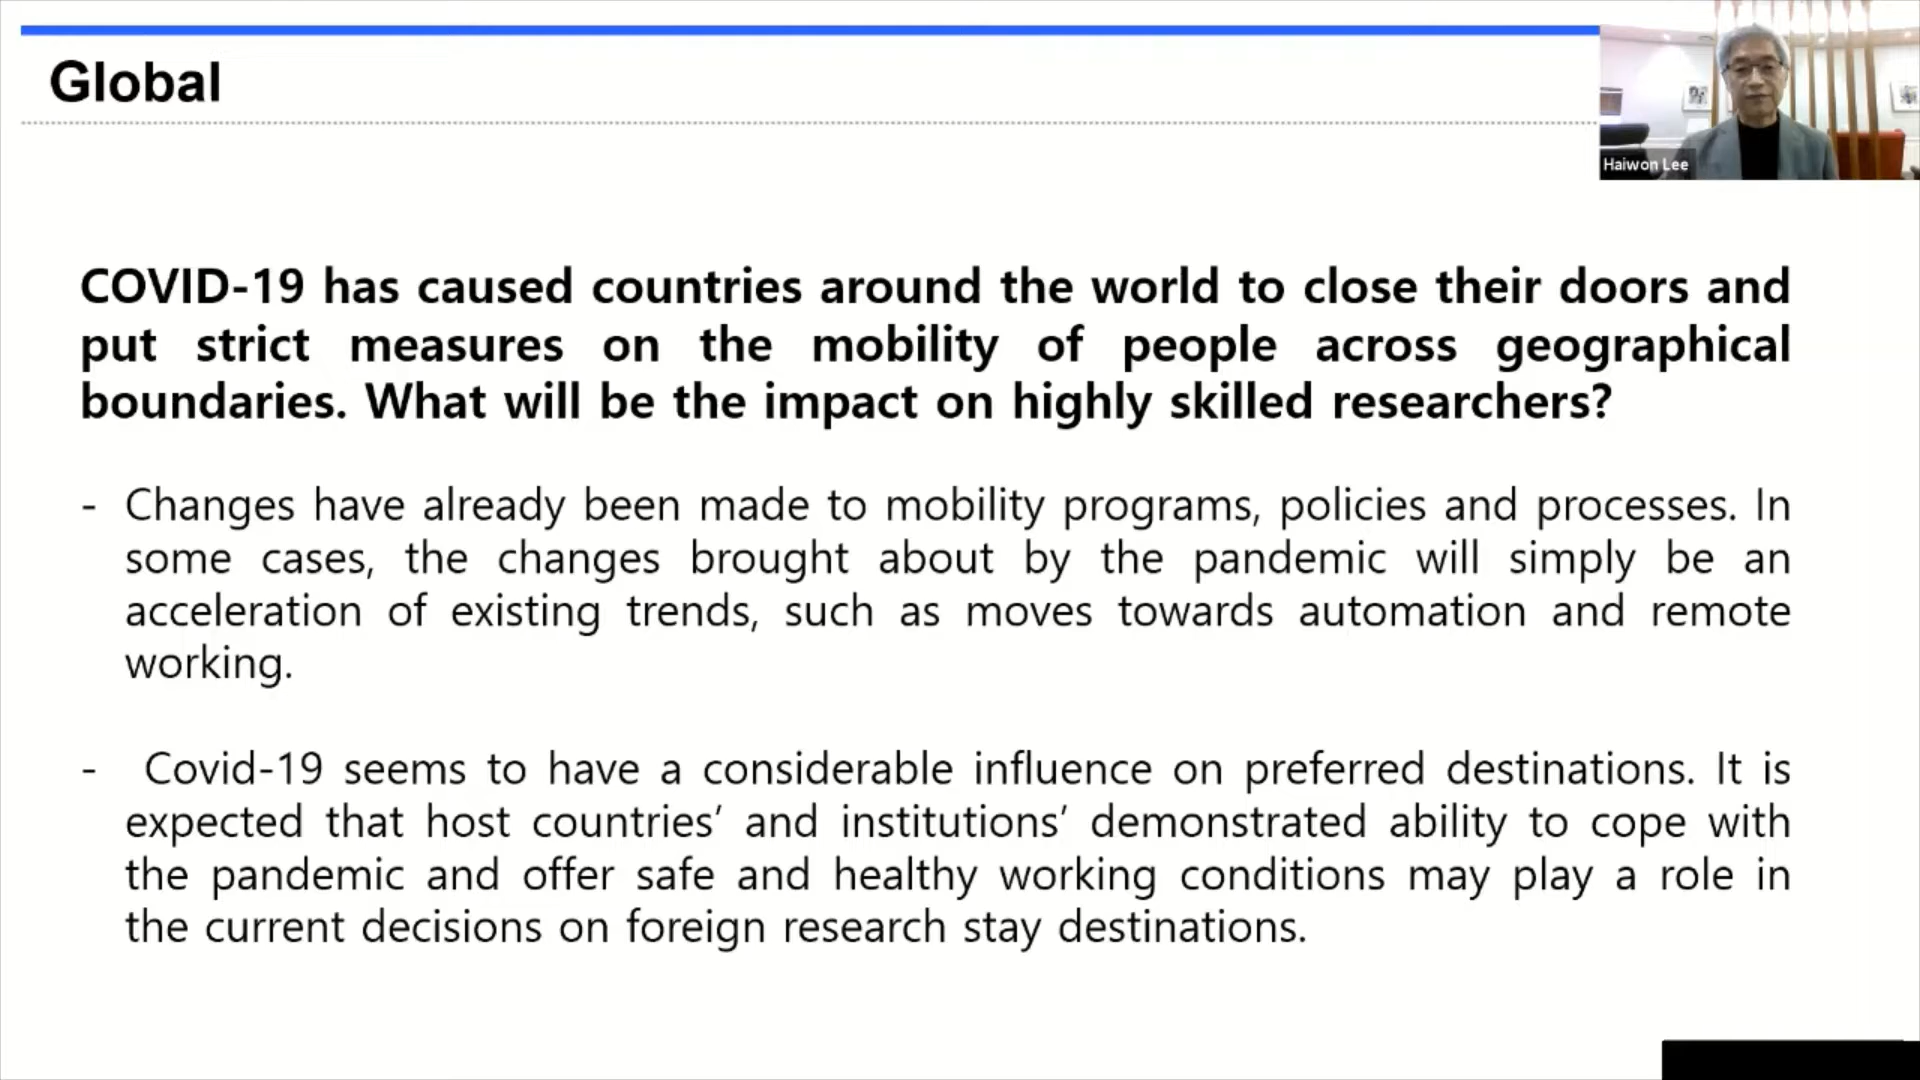 Global
Haiwon Lee
COVID-19 has caused countries around the world to close their doors and
put strict measures on the mobility of people across geographical
boundaries. What will be the impact on highly skilled researchers?
- Changes have already been made to mobility programs, policies and processes. In
some cases, the changes brought about by the pandemic will simply be an
acceleration of existing trends, such as moves towards automation and remote
working.
- Covid-19 seems to have a considerable influence on preferred destinations. It is
expected that host countries’ and institutions’ demonstrated ability to cope with
the pandemic and offer safe and healthy working conditions may play a role in
the current decisions on foreign research stay destinations.